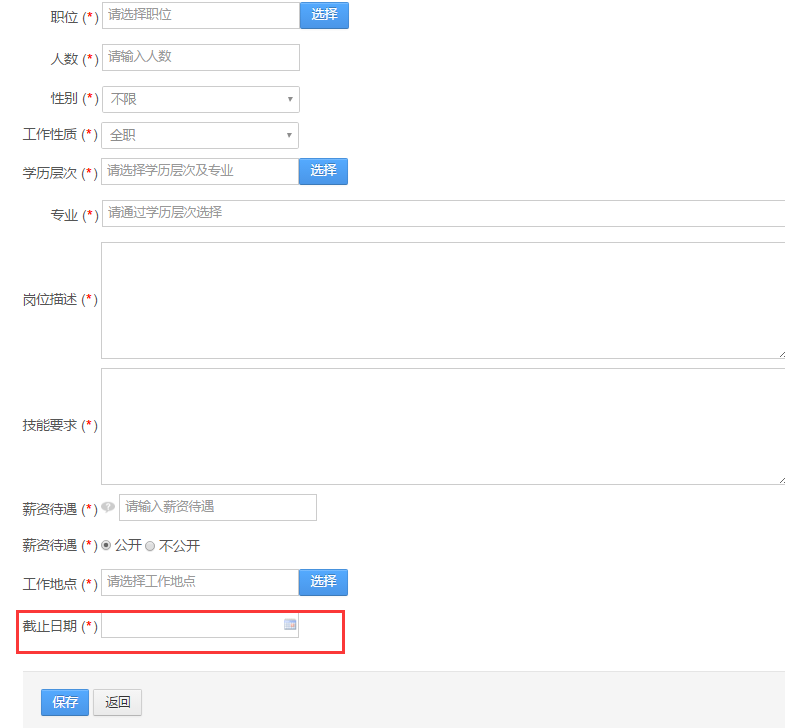 职位 (*) 请选择职位 选择
人数 (*) 请输入人数
性别 (*) 不限
工作性质 (*) 全职
学历层次 (*) 请选择学历层次及专业 选择
专业 (*) 请通过学历层次选择
岗位描述 (*)
技能要求 (*)
薪资待遇 (*) ? 请输入薪资待遇
薪资待遇 (*) 公开 不公开
工作地点 (*) 请选择工作地点 选择
截止日期 (*)
保存 返回